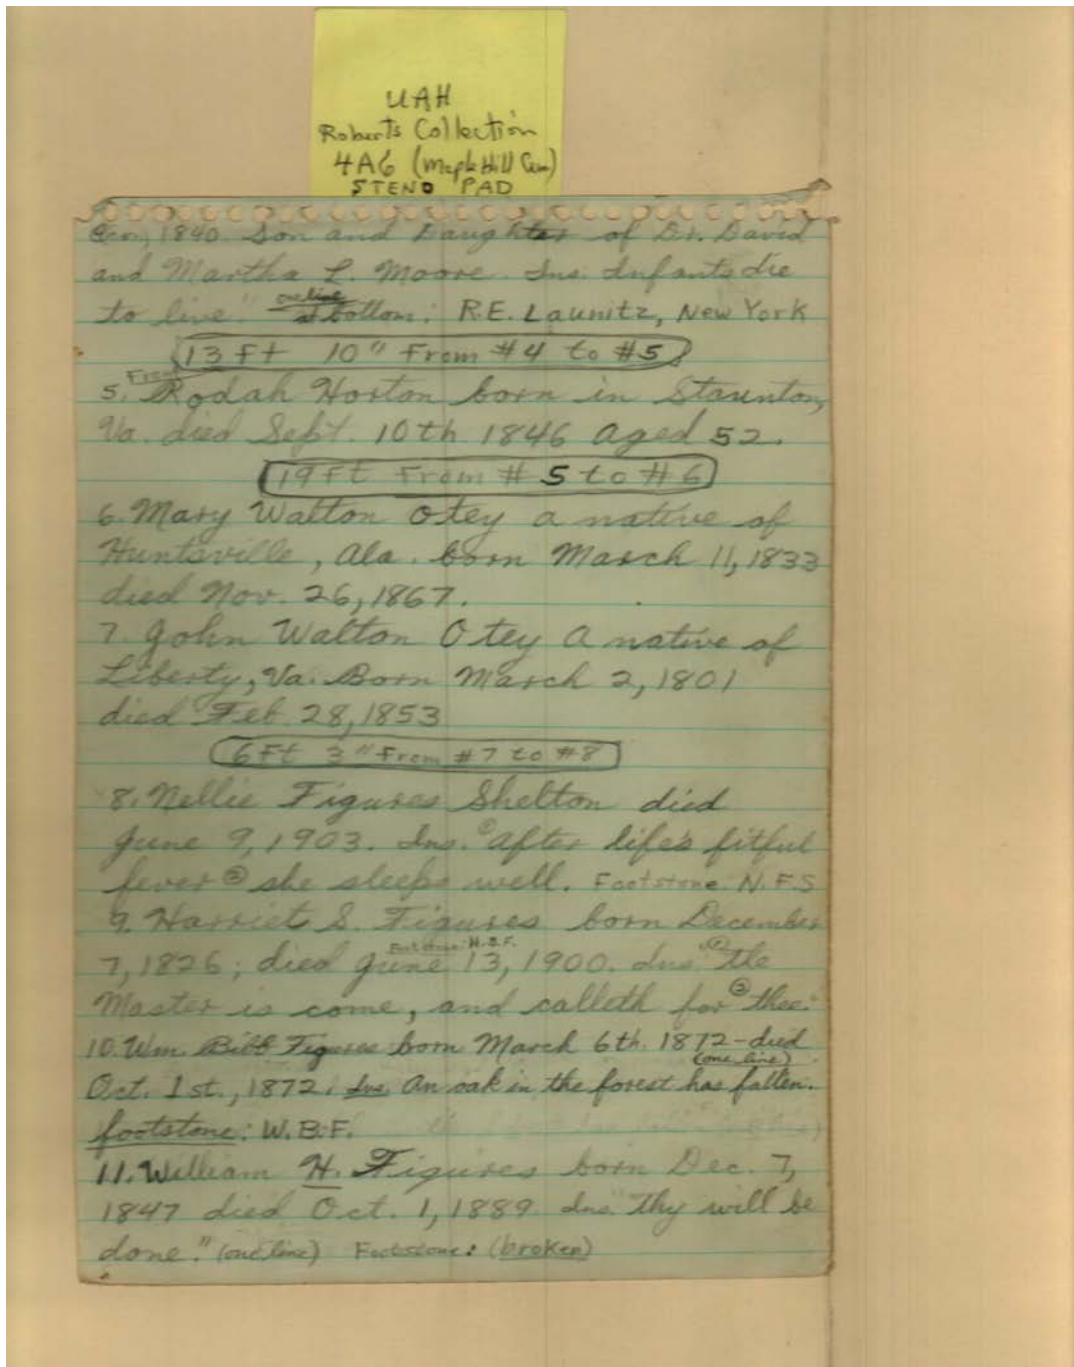 UAH
Roberts Collection
4A6 (Maple Hill Cem)
STENO PAD
1840. Son and Daughter of Dr. David
and Martha L. Moore. Ins. Infants die
to live." one line bottom: R.E. Launitz, New York
13 Ft 10" From #4 to #5
From
5. Rodah Horton born in Staunton,
Va. died Sept. 10th 1846 aged 52.
19 Ft From #5 to #6
6. Mary Walton Otey a native of
Huntsville, Ala. born March 11, 1833
died Nov. 26, 1867.
7. John Walton Otey a native of
Liberty, Va. Born March 2, 1801
died Feb 28, 1853
6 Ft 3" From #7 to #8
8. Nellie Figures Shelton died
June 9, 1903. Ins. ① after life's fitful
fever ② she sleeps well. Footstone: N.F.S
9. Harriet S. Figures born December
Footstone: H.S.F.
7, 1826; died June 13, 1900. Ins. "① the
Master is come, and calleth for ② thee."
10. Wm. Bibb Figures born March 6th. 1872-died
(one line)
Oct. 1st., 1872. Ins. An oak in the forest has fallen.
footstone: W.B.F.
11. William H. Figures born Dec. 7,
1847 died Oct. 1, 1889. Ins. "Thy will be
done." (one line) Footstone: (broken)